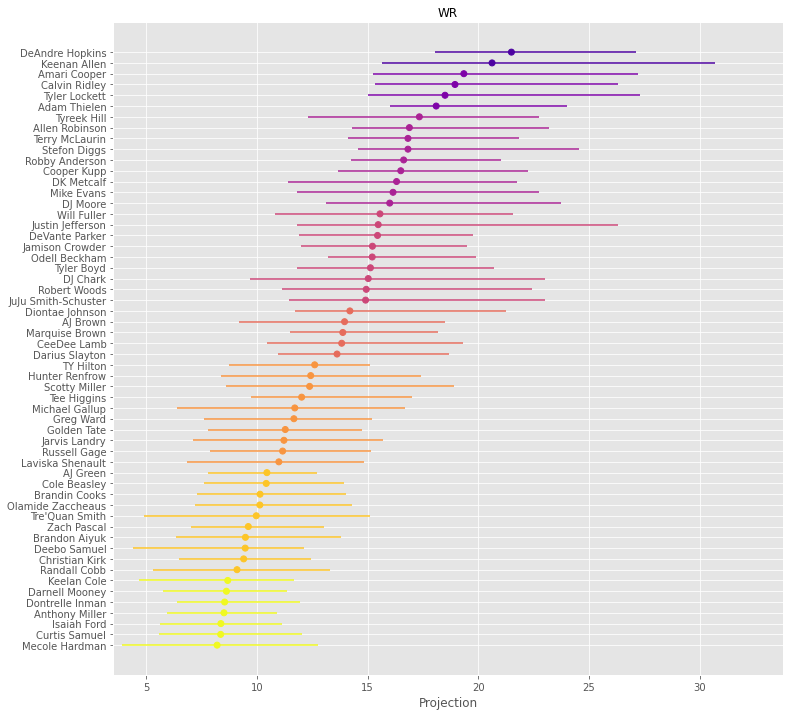 WR
DeAndre Hopkins
Keenan Allen
Amari Cooper
Calvin Ridley
Tyler Lockett
Adam Thielen
Tyreek Hill
Allen Robinson
Terry McLaurin
Stefon Diggs
Robby Anderson
Cooper Kupp
DK Metcalf
Mike Evans
DJ Moore
Will Fuller
Justin Jefferson
DeVante Parker
Jamison Crowder
Odell Beckham
Tyler Boyd
DJ Chark
Robert Woods
JuJu Smith-Schuster
Diontae Johnson
AJ Brown
Marquise Brown
CeeDee Lamb
Darius Slayton
TY Hilton
Hunter Renfrow
Scotty Miller
Tee Higgins
Michael Gallup
Greg Ward
Golden Tate
Jarvis Landry
Russell Gage
Laviska Shenault
AJ Green
Cole Beasley
Brandin Cooks
Olamide Zaccheaus
Tre'Quan Smith
Zach Pascal
Brandon Aiyuk
Deebo Samuel
Christian Kirk
Randall Cobb
Keelan Cole
Darnell Mooney
Dontrelle Inman
Anthony Miller
Isaiah Ford
Curtis Samuel
Mecole Hardman
5 10 15 20 25 30
Projection